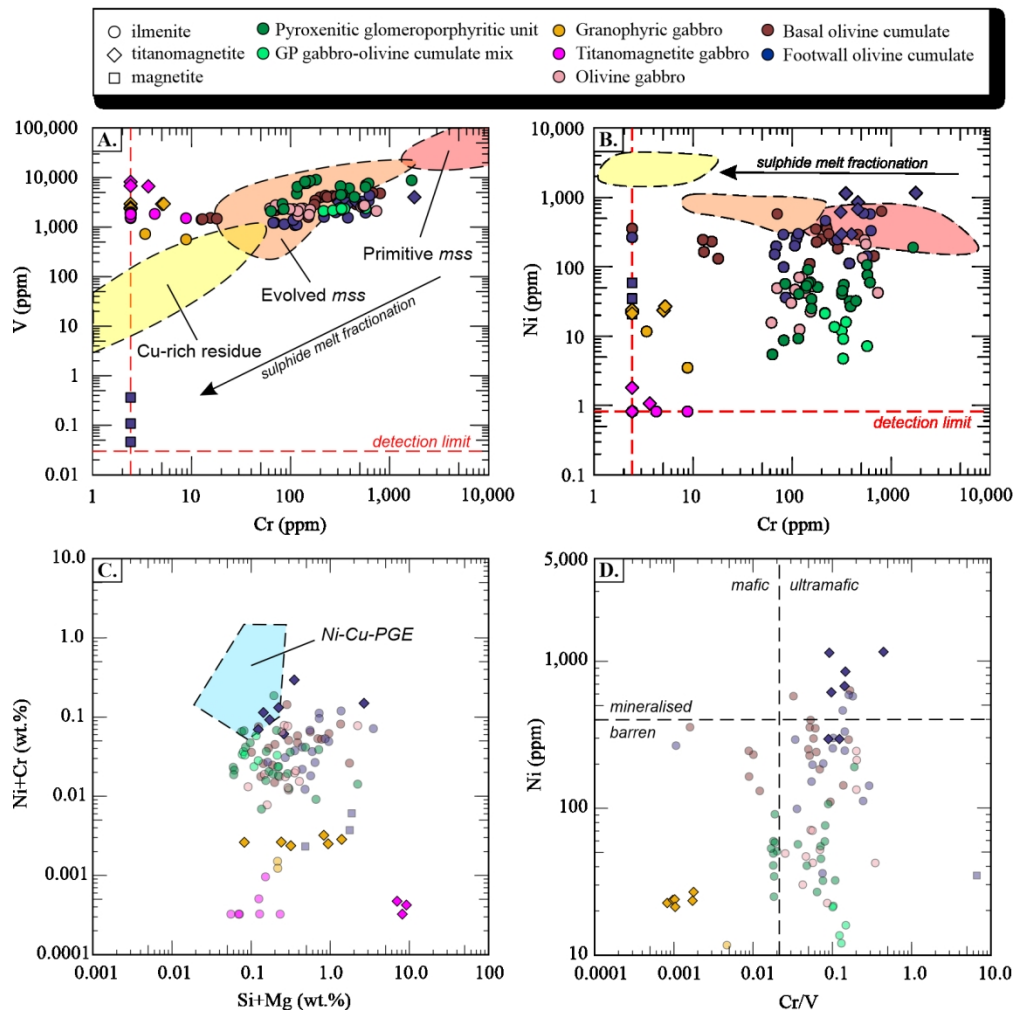 ilmenite
titanomagnetite
magnetite
Pyroxenitic glomeroporphyritic unit
GP gabbro-olivine cumulate mix
Granophyric gabbro
Titanomagnetite gabbro
Olivine gabbro
Basal olivine cumulate
Footwall olivine cumulate
A.
100,000
10,000
1,000
100
10
1
0.1
0.01
V (ppm)
Primitive mss
Evolved mss
Cu-rich residue
sulphide melt fractionation
detection limit
1
10
100
1,000
10,000
Cr (ppm)
B.
10,000
1,000
100
10
1
0.1
Ni (ppm)
sulphide melt fractionation
detection limit
1
10
100
1,000
10,000
Cr (ppm)
C.
10.0
1.0
0.1
0.01
0.001
0.0001
Ni+Cr (wt.%)
Ni-Cu-PGE
0.001
0.01
0.1
1.0
10.0
100
Si+Mg (wt.%)
D.
5,000
1,000
100
10
Ni (ppm)
mafic
ultramafic
mineralised
barren
0.0001
0.001
0.01
0.1
1.0
10.0
Cr/V